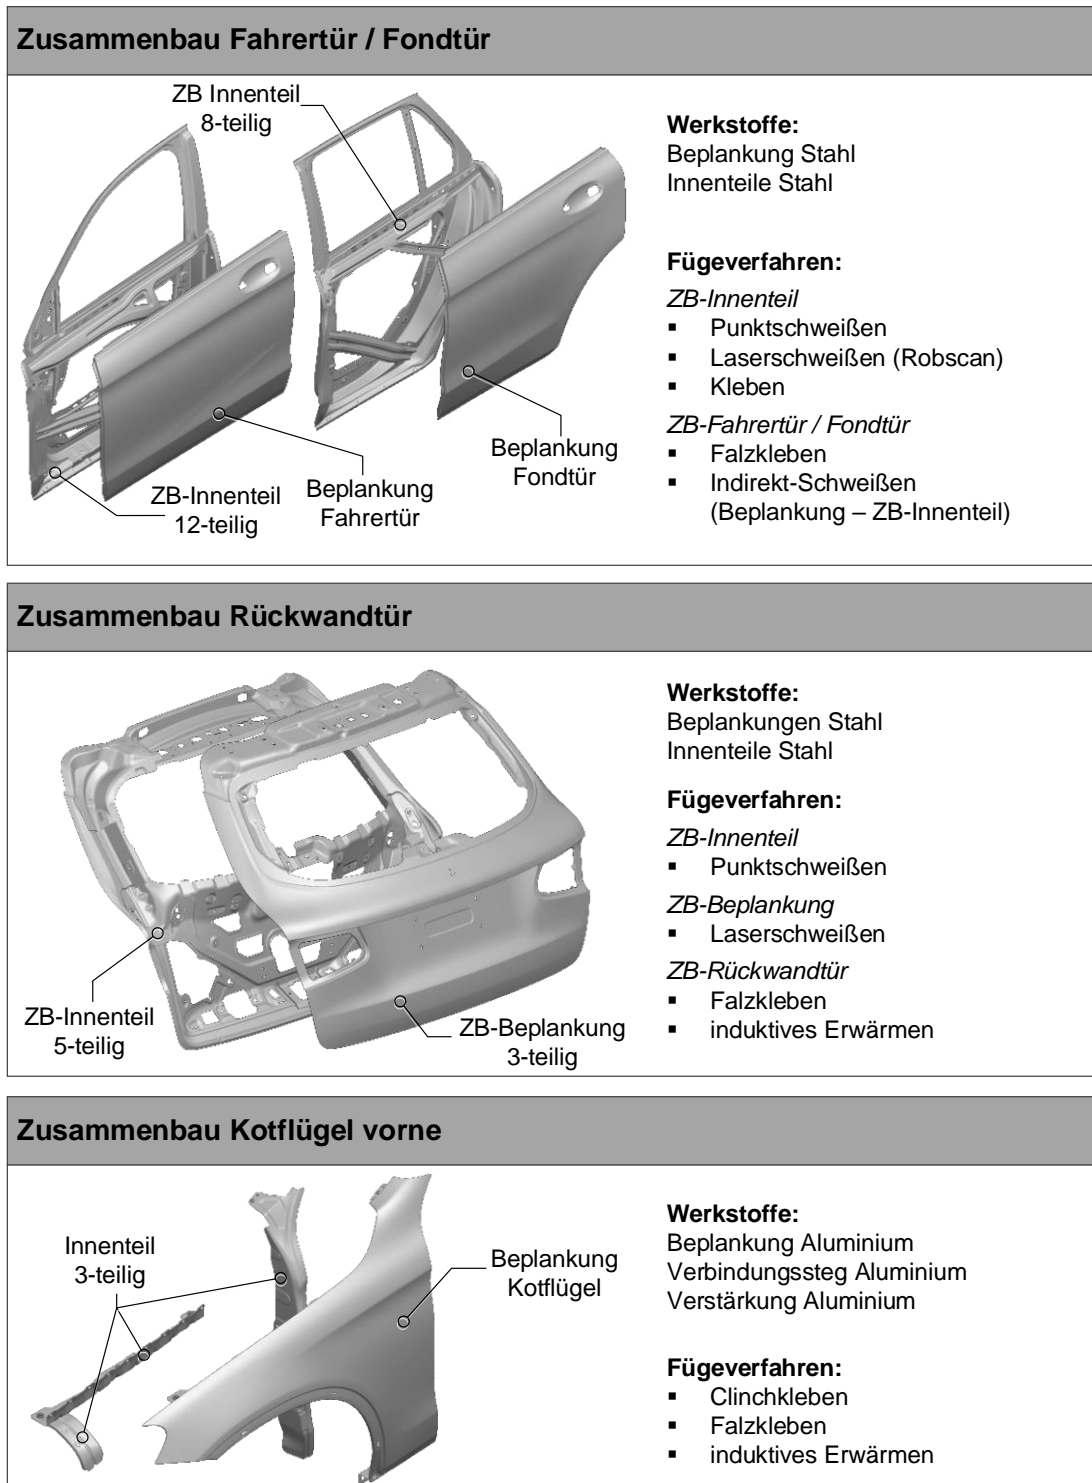 Zusammenbau Fahrertür / Fondtür
ZB Innenteil
8-teilig
ZB-Innenteil
12-teilig
Beplankung
Fahrertür
Beplankung
Fondtür
Werkstoffe:
Beplankung Stahl
Innenteile Stahl
Fügeverfahren:
ZB-Innenteil
▪ Punktschweißen
▪ Laserschweißen (Robscan)
▪ Kleben
ZB-Fahrertür / Fondtür
▪ Falzkleben
▪ Indirekt-Schweißen
(Beplankung – ZB-Innenteil)
Zusammenbau Rückwandtür
ZB-Innenteil
5-teilig
ZB-Beplankung
3-teilig
Werkstoffe:
Beplankungen Stahl
Innenteile Stahl
Fügeverfahren:
ZB-Innenteil
▪ Punktschweißen
ZB-Beplankung
▪ Laserschweißen
ZB-Rückwandtür
▪ Falzkleben
▪ induktives Erwärmen
Zusammenbau Kotflügel vorne
Innenteil
3-teilig
Beplankung
Kotflügel
Werkstoffe:
Beplankung Aluminium
Verbindungssteg Aluminium
Verstärkung Aluminium
Fügeverfahren:
▪ Clinchkleben
▪ Falzkleben
▪ induktives Erwärmen